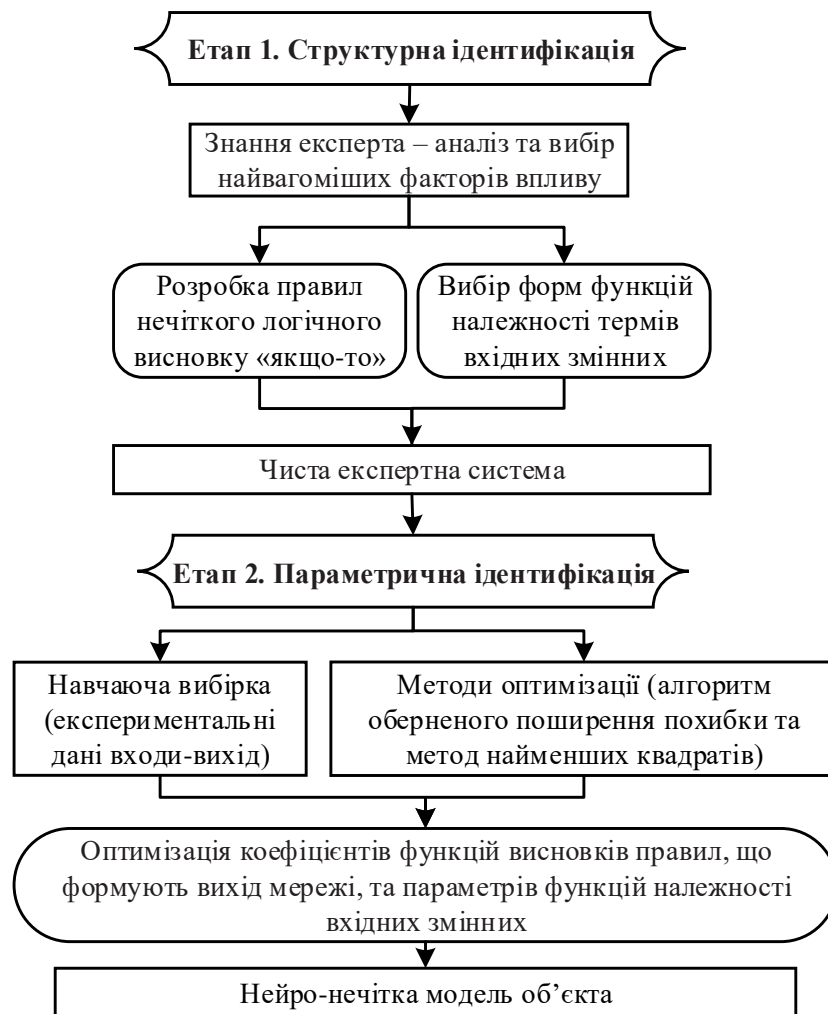 Етап 1. Структурна ідентифікація
Знання експерта – аналіз та вибір
найвагоміших факторів впливу
Розробка правил
нечіткого логічного
висновку «якщо-то»
Вибір форм функцій
належності термів
вхідних змінних
Чиста експертна система
Етап 2. Параметрична ідентифікація
Навчаюча вибірка
(експериментальні
дані входи-вихід)
Методи оптимізації (алгоритм
оберненого поширення похибки та
метод найменших квадратів)
Оптимізація коефіцієнтів функцій висновків правил, що
формують вихід мережі, та параметрів функцій належності
вхідних змінних
Нейро-нечітка модель об’єкта